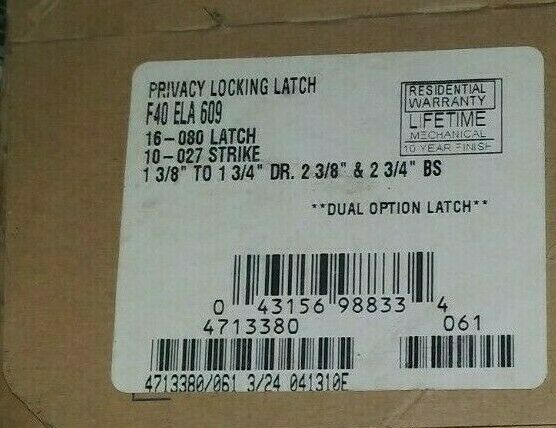 PRIVACY LOCKING LATCH
F40 ELA 609
16-080 LATCH
10-027 STRIKE
1 3/8" TO 1 3/4" DR. 2 3/8" & 2 3/4" BS
RESIDENTIAL
WARRANTY
LIFETIME
MECHANICAL
10 YEAR FINISH
**DUAL OPTION LATCH**
0 43156 98833 4
4713380 061
4713380/061 3/24 041310E